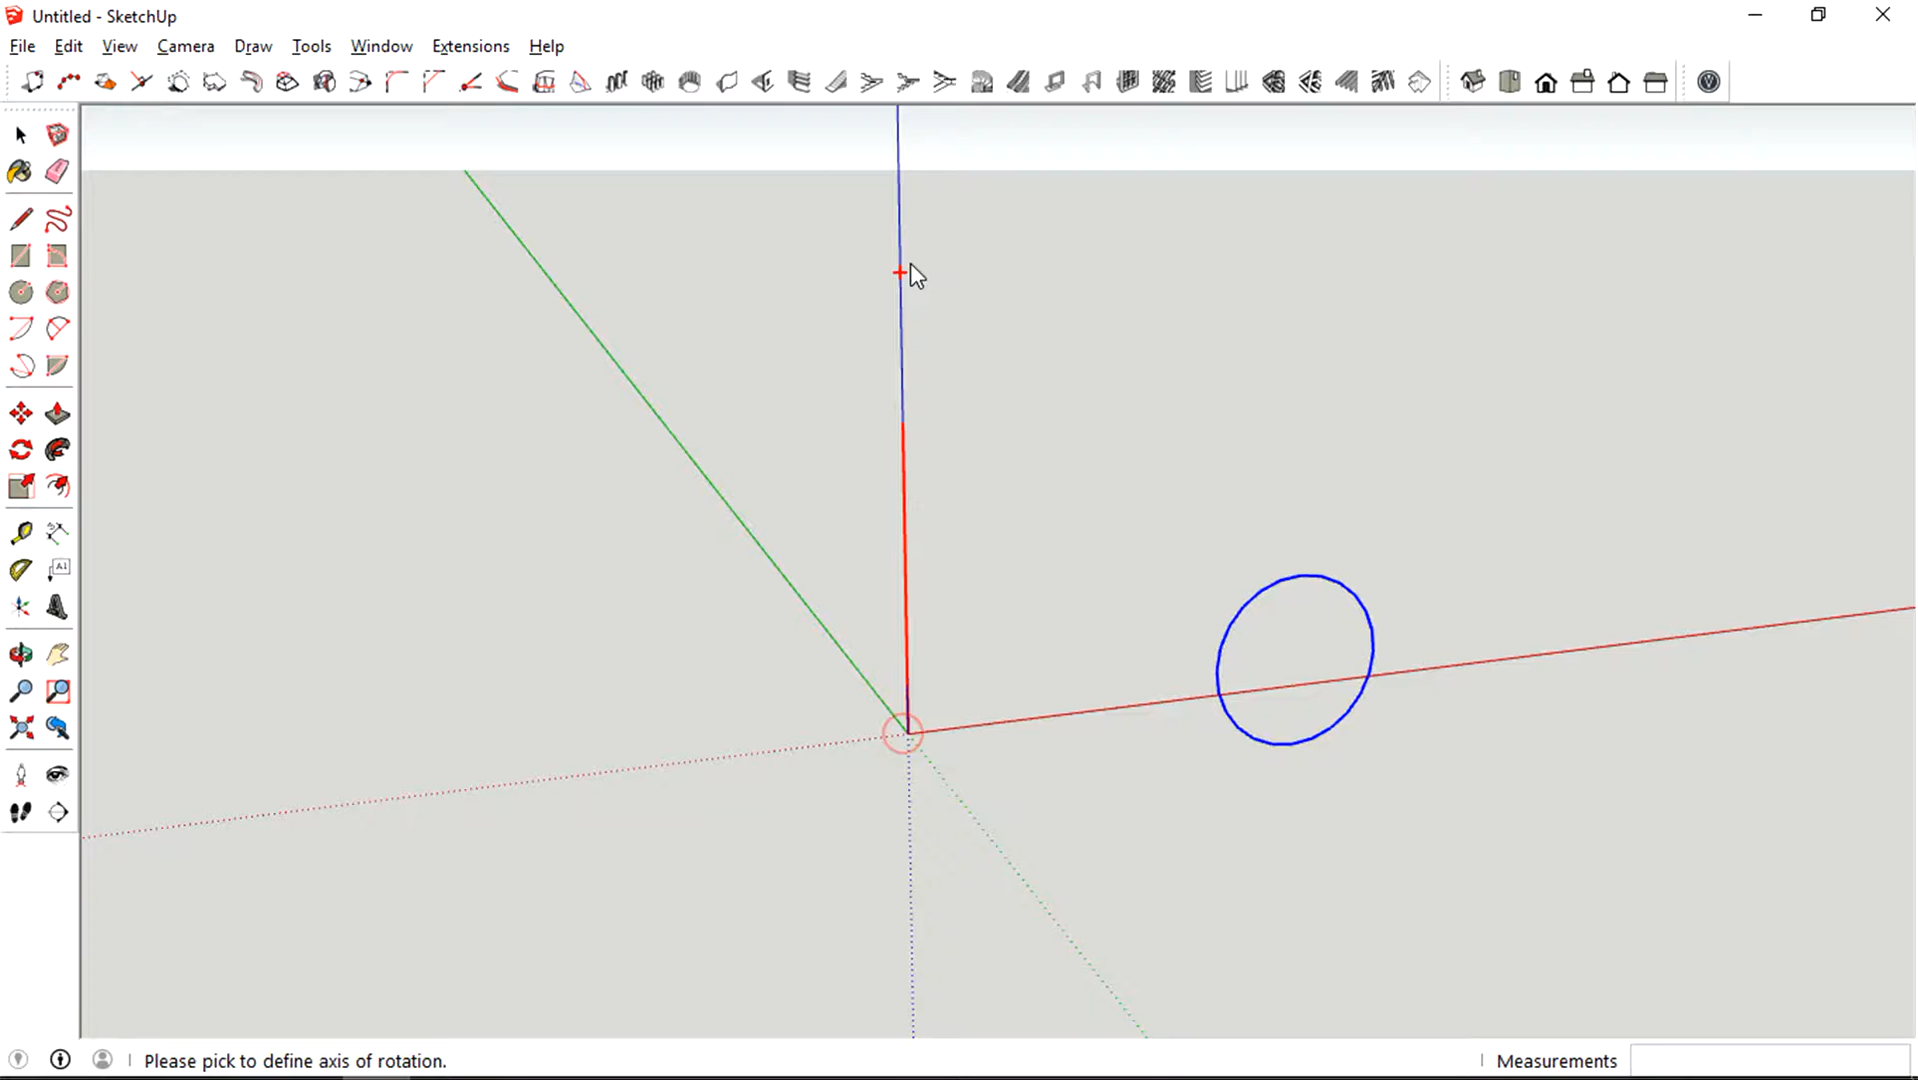 Untitled - SketchUp
File Edit View Camera Draw Tools Window Extensions Help
A1
Please pick to define axis of rotation.
Measurements